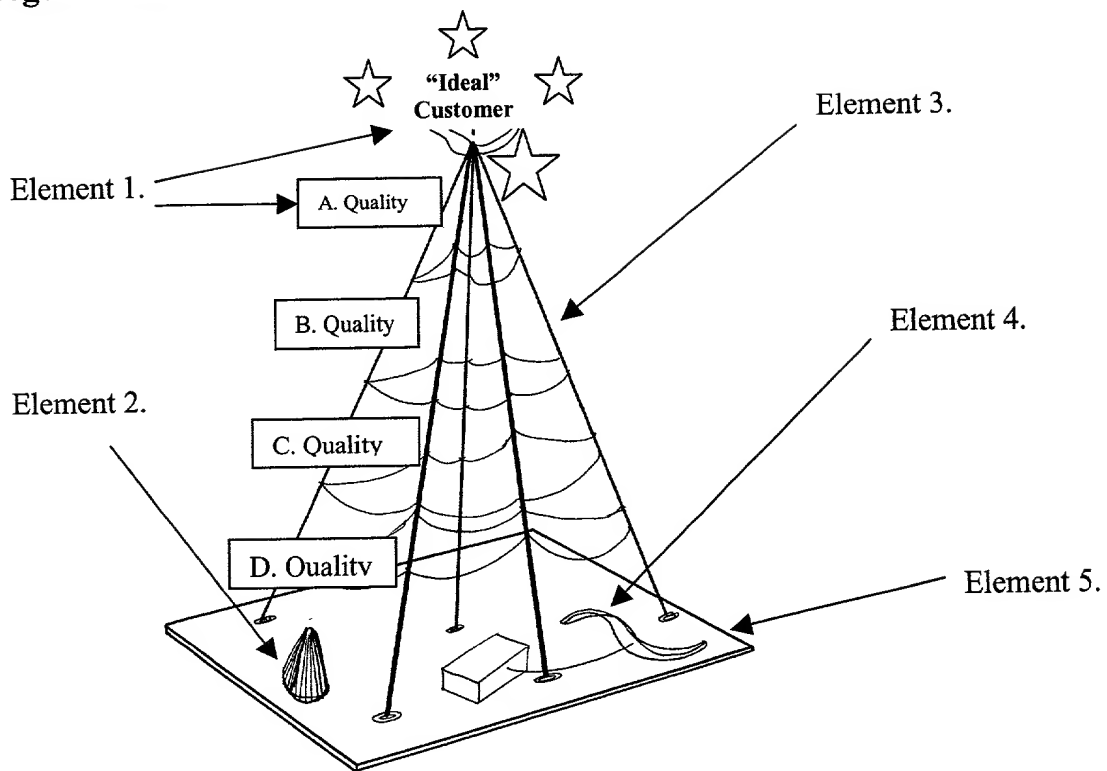 “Ideal”
Customer
Element 3.
Element 1.
A. Quality
B. Quality
Element 4.
Element 2.
C. Quality
D. Quality
Element 5.